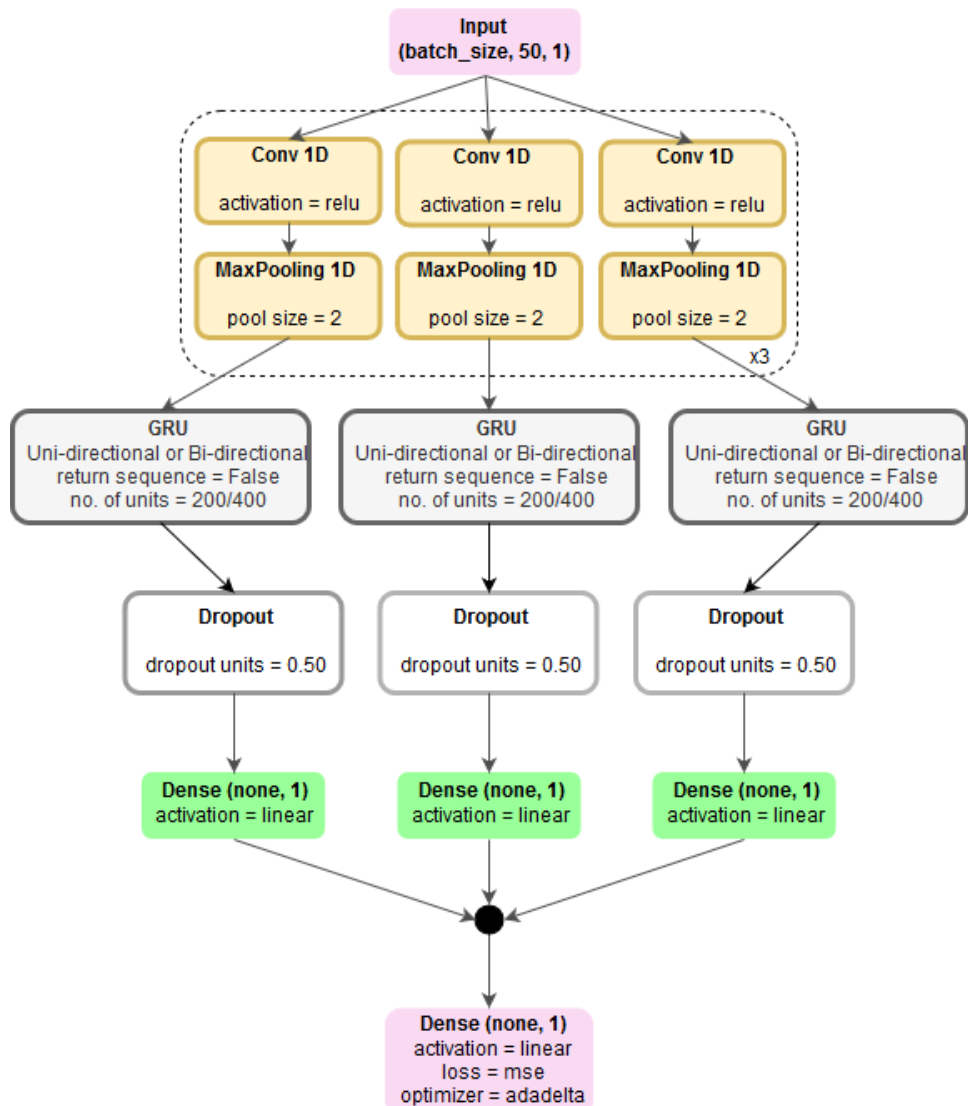 Input
(batch_size, 50, 1)
Conv 1D
activation = relu
Conv 1D
activation = relu
Conv 1D
activation = relu
MaxPooling 1D
pool size = 2
MaxPooling 1D
pool size = 2
MaxPooling 1D
pool size = 2
x3
GRU
Uni-directional or Bi-directional
return sequence = False
no. of units = 200/400
GRU
Uni-directional or Bi-directional
return sequence = False
no. of units = 200/400
GRU
Uni-directional or Bi-directional
return sequence = False
no. of units = 200/400
Dropout
dropout units = 0.50
Dropout
dropout units = 0.50
Dropout
dropout units = 0.50
Dense (none, 1)
activation = linear
Dense (none, 1)
activation = linear
Dense (none, 1)
activation = linear
Dense (none, 1)
activation = linear
loss = mse
optimizer = adadelta